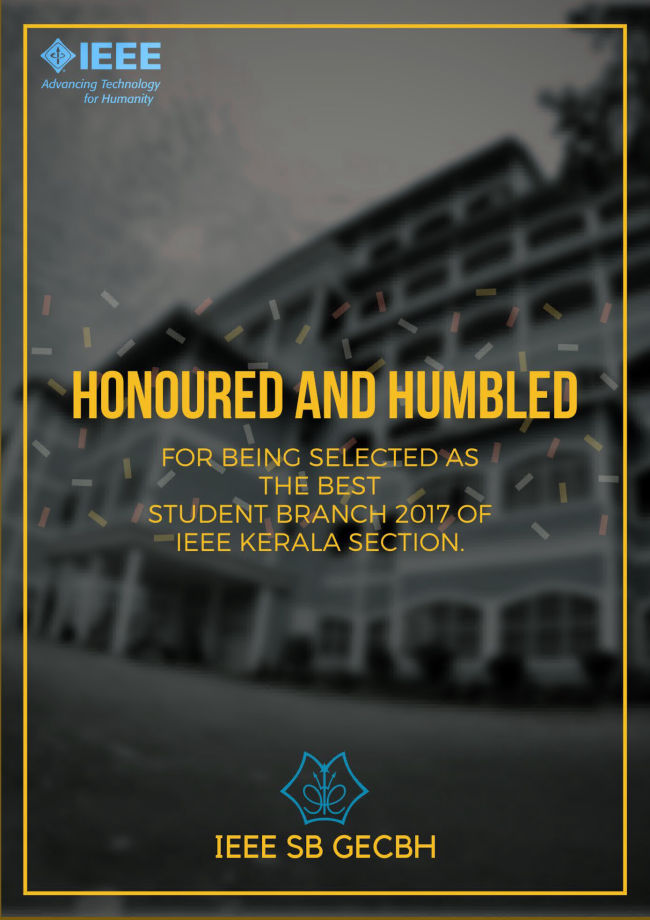 IEEE
Advancing Technology
for Humanity
HONOURED AND HUMBLED
FOR BEING SELECTED AS
THE BEST
STUDENT BRANCH 2017 OF
IEEE KERALA SECTION.
IEEE SB GECBH